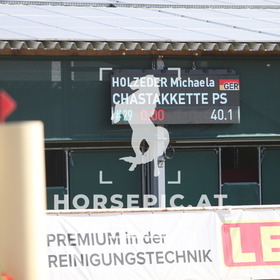 HOLZEDER Michaela
GER
CHASTAKKETTE PS
0.00 40.1
HORSEPIC.AT
PREMIUM in der
REINIGUNGSTECHNIK